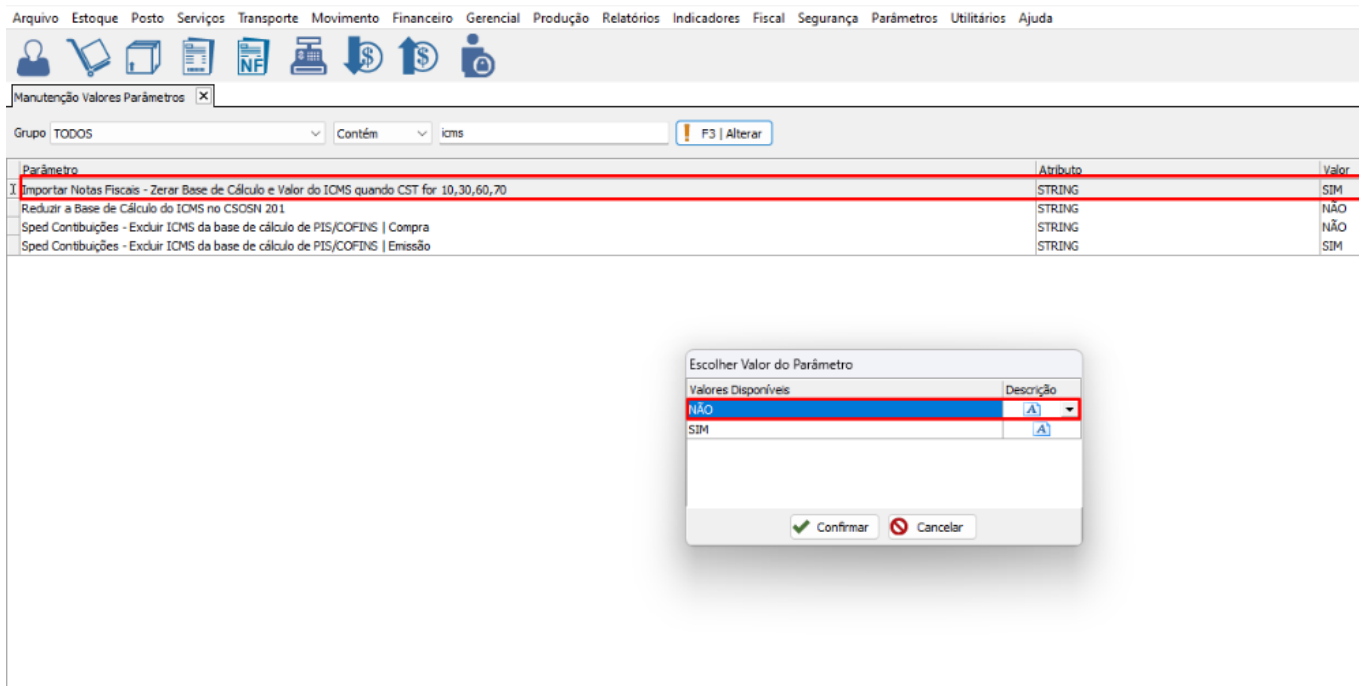 Arquivo Estoque Posto Serviços Transporte Movimento Financeiro Gerencial Produção Relatórios Indicadores Fiscal Segurança Parâmetros Utilitários Ajuda
NF
Manutenção Valores Parâmetros
Grupo TODOS Contém icms F3 | Alterar
Parâmetro Atributo Valor
Importar Notas Fiscais - Zerar Base de Cálculo e Valor do ICMS quando CST for 10,30,60,70 STRING SIM
Reduzir a Base de Cálculo do ICMS no CSOSN 201 STRING NÃO
Sped Contibuições - Excluir ICMS da base de cálculo de PIS/COFINS | Compra STRING NÃO
Sped Contibuições - Excluir ICMS da base de cálculo de PIS/COFINS | Emissão STRING SIM
Escolher Valor do Parâmetro
Valores Disponíveis Descrição
NÃO
SIM
Confirmar Cancelar